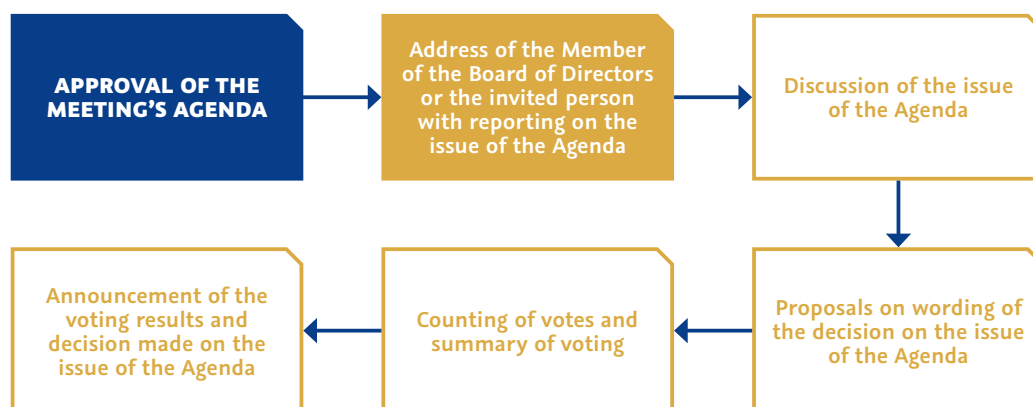 APPROVAL OF THE
MEETING'S AGENDA
Address of the Member
of the Board of Directors
or the invited person
with reporting on the
issue of the Agenda
Discussion of the issue
of the Agenda
Proposals on wording of
the decision on the issue
of the Agenda
Counting of votes and
summary of voting
Announcement of the
voting results and
decision made on the
issue of the Agenda